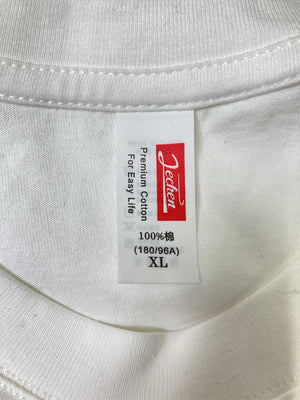 Jechen
Premium Cotton
For Easy Life
100%棉
(180/96A)
XL